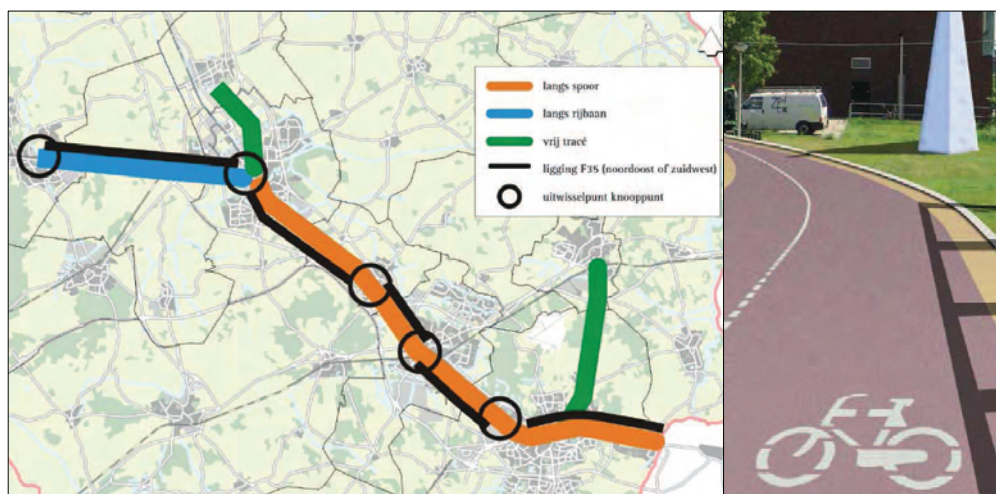 langs spoor
langs rijbaan
vrij tracé
ligging F35 (noordoost of zuidwest)
uitwisselpunt knooppunt